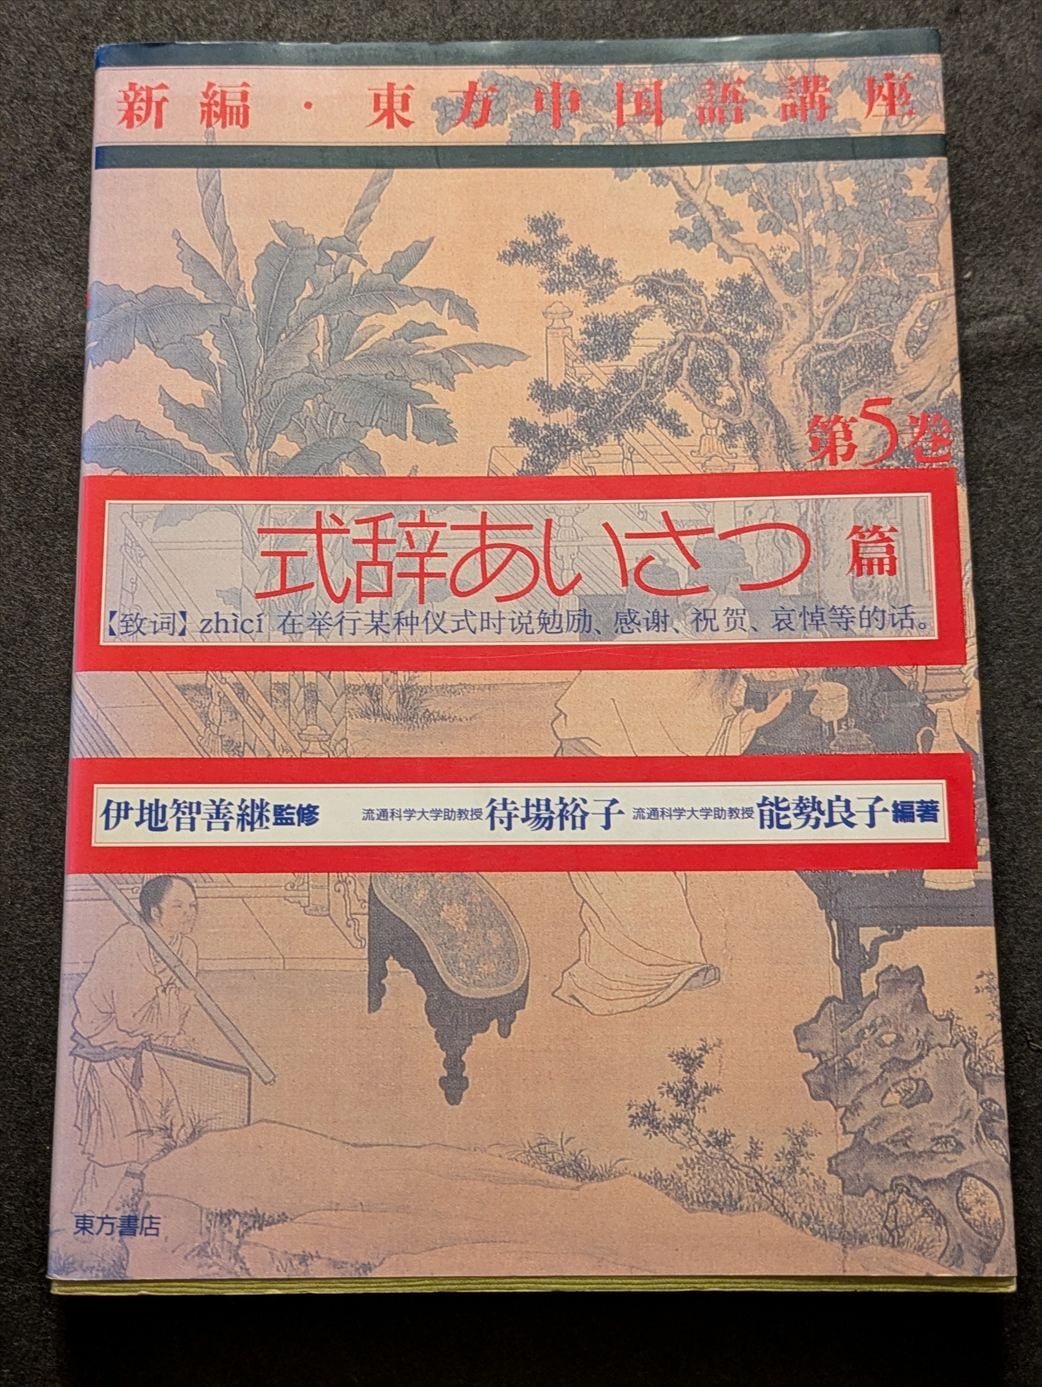 新編・東方中国語講座
第5巻
式辞あいさつ篇
【致词】zhìcí 在举行某种仪式时说勉励、感谢、祝贺、哀悼等的话。
伊地智善継監修 流通科学大学助教授待場裕子 流通科学大学助教授能勢良子編著
東方書店